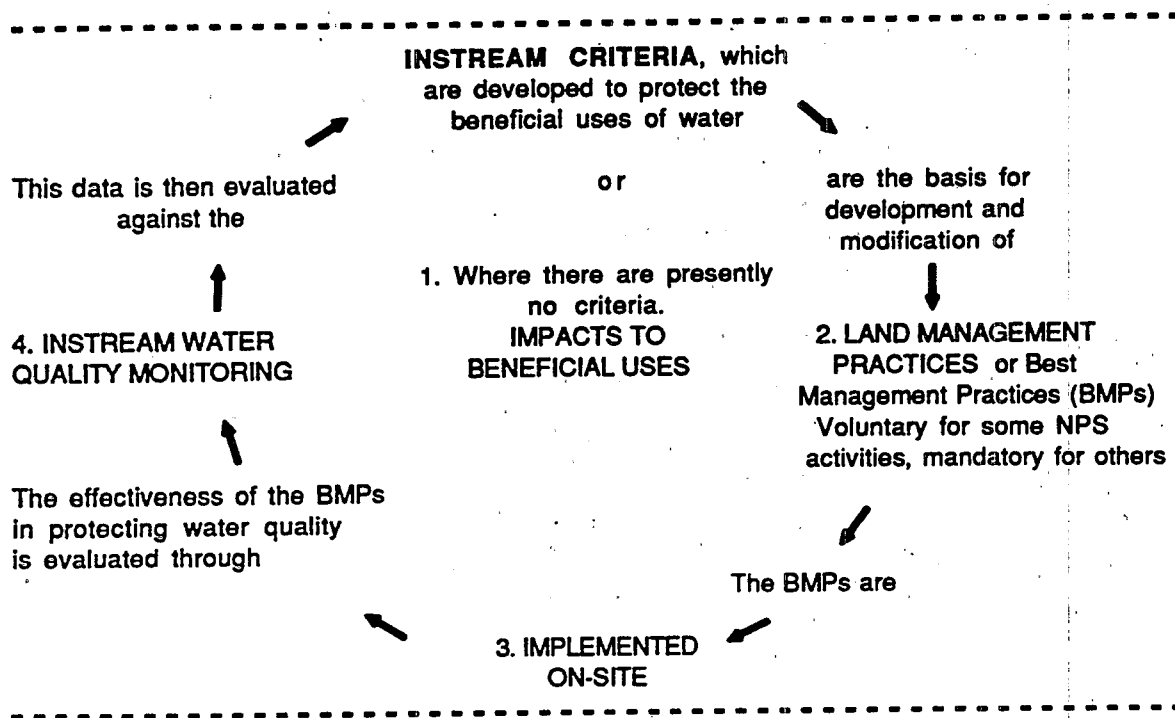 INSTREAM CRITERIA, which
are developed to protect the
beneficial uses of water
or
1. Where there are presently
no criteria.
IMPACTS TO
BENEFICIAL USES
are the basis for
development and
modification of
2. LAND MANAGEMENT
PRACTICES or Best
Management Practices (BMPs)
Voluntary for some NPS
activities, mandatory for others
The BMPs are
3. IMPLEMENTED
ON-SITE
The effectiveness of the BMPs
in protecting water quality
is evaluated through
4. INSTREAM WATER
QUALITY MONITORING
This data is then evaluated
against the